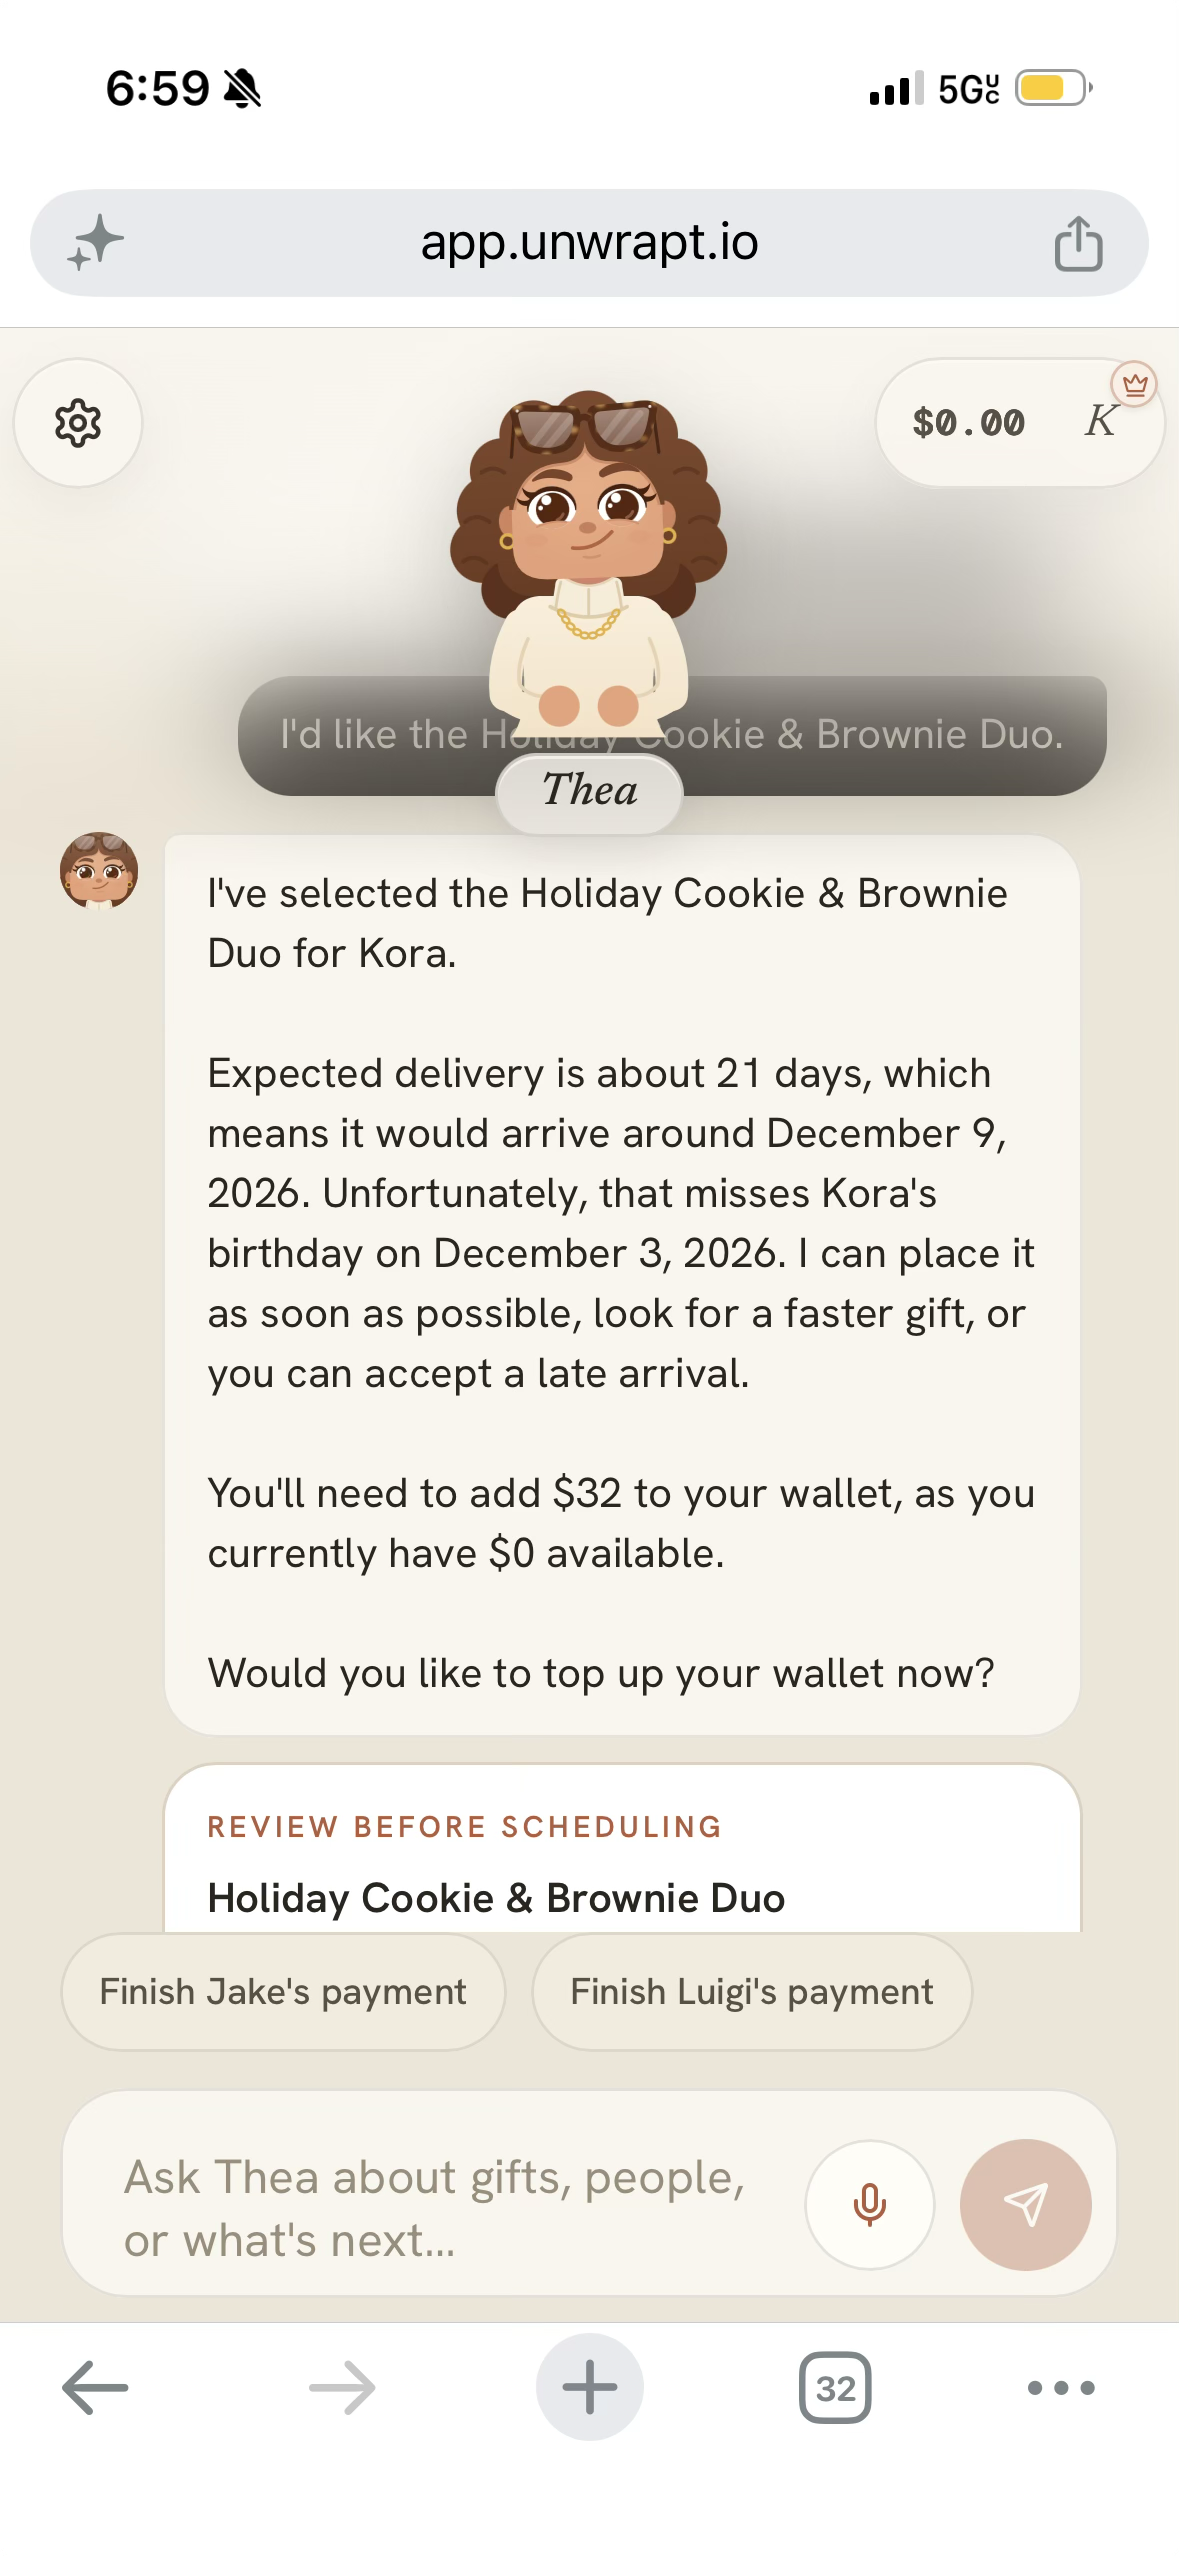 6:59
5GUC
app.unwrapt.io
$0.00 K
I'd like the Holiday Cookie & Brownie Duo.
Thea
I've selected the Holiday Cookie & Brownie
Duo for Kora.
Expected delivery is about 21 days, which
means it would arrive around December 9,
2026. Unfortunately, that misses Kora's
birthday on December 3, 2026. I can place it
as soon as possible, look for a faster gift, or
you can accept a late arrival.
You'll need to add $32 to your wallet, as you
currently have $0 available.
Would you like to top up your wallet now?
REVIEW BEFORE SCHEDULING
Holiday Cookie & Brownie Duo
Finish Jake's payment
Finish Luigi's payment
Ask Thea about gifts, people,
or what's next...
32